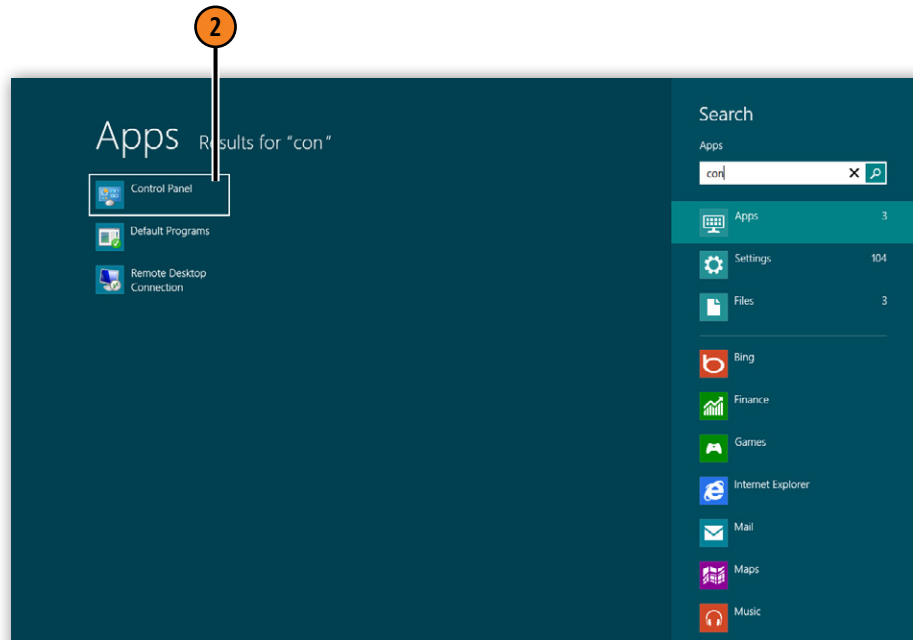 2
Apps Results for "con"
Control Panel
Default Programs
Remote Desktop
Connection
Search
Apps
con
Apps 3
Settings 104
Files 3
Bing
Finance
Games
Internet Explorer
Mail
Maps
Music